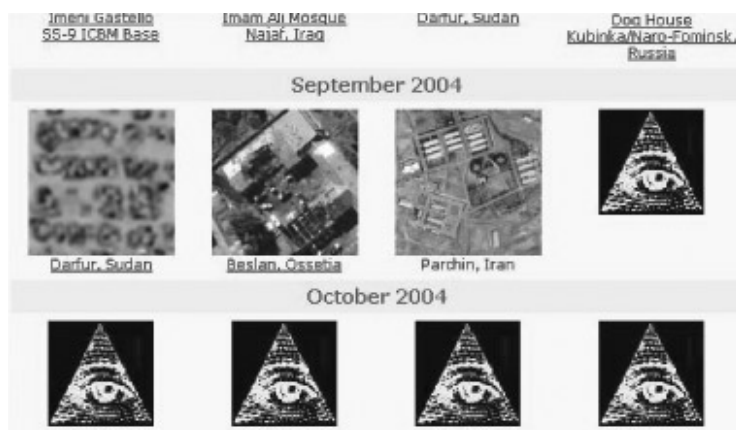 Imeni Gastello
SS-9 ICBM Base
Imam Ali Mosque
Najaf, Iraq
Darfur, Sudan
Dog House
Kubinka/Naro-Fominsk,
Russia
September 2004
Darfur, Sudan
Beslan, Ossetia
Parchin, Iran
October 2004